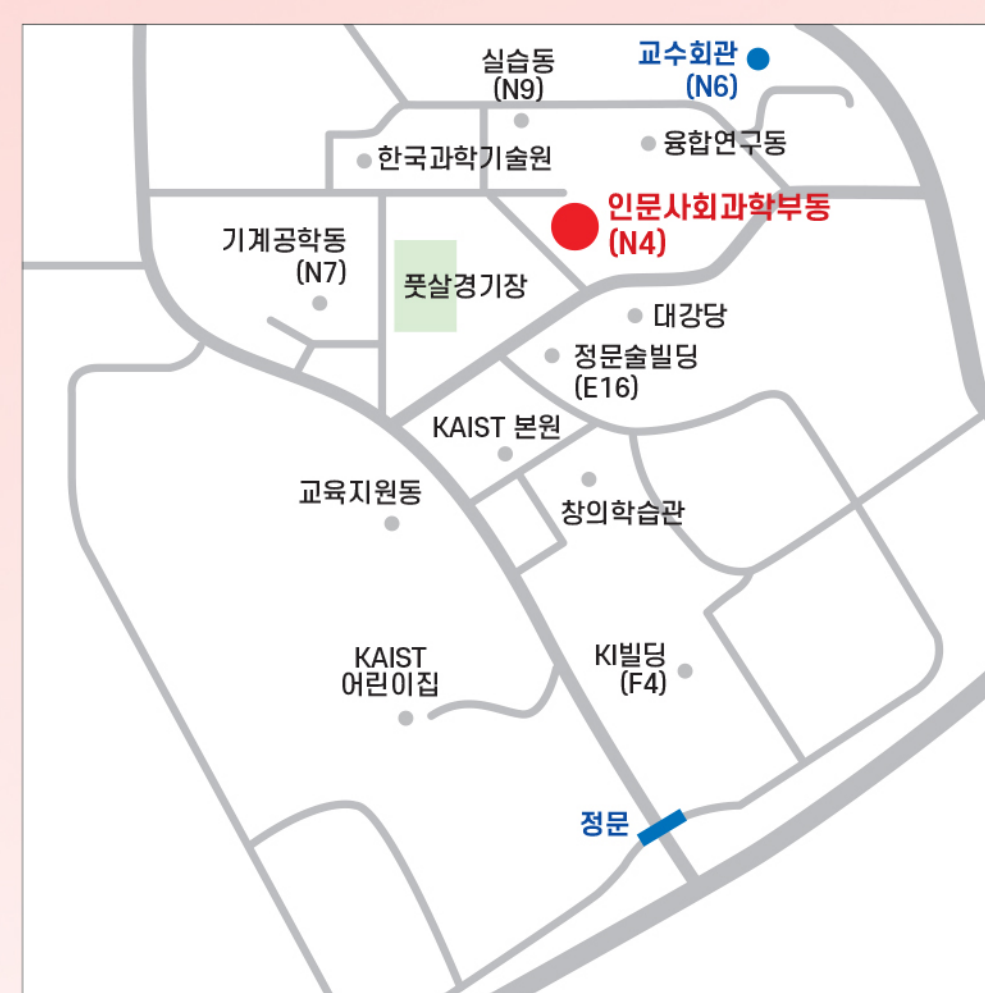 실습동
(N9)
교수회관
(N6)
한국과학기술원
융합연구동
인문사회과학부동
(N4)
기계공학동
(N7)
풋살경기장
대강당
정문술빌딩
(E16)
KAIST 본원
교육지원동
창의학습관
KAIST
어린이집
KI빌딩
(F4)
정문